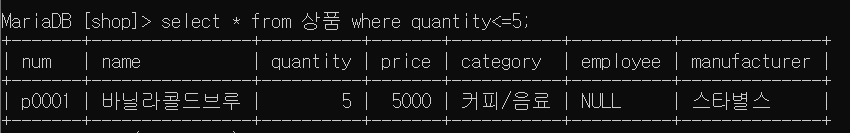 MariaDB [shop]> select * from 상품 where quantity<=5;
+-------+----------------+----------+-------+-----------+----------+--------------+
| num | name | quantity | price | category | employee | manufacturer |
+-------+----------------+----------+-------+-----------+----------+--------------+
| p0001 | 바닐라콜드브루 | 5 | 5000 | 커피/음료 | NULL | 스타별스 |
+-------+----------------+----------+-------+-----------+----------+--------------+